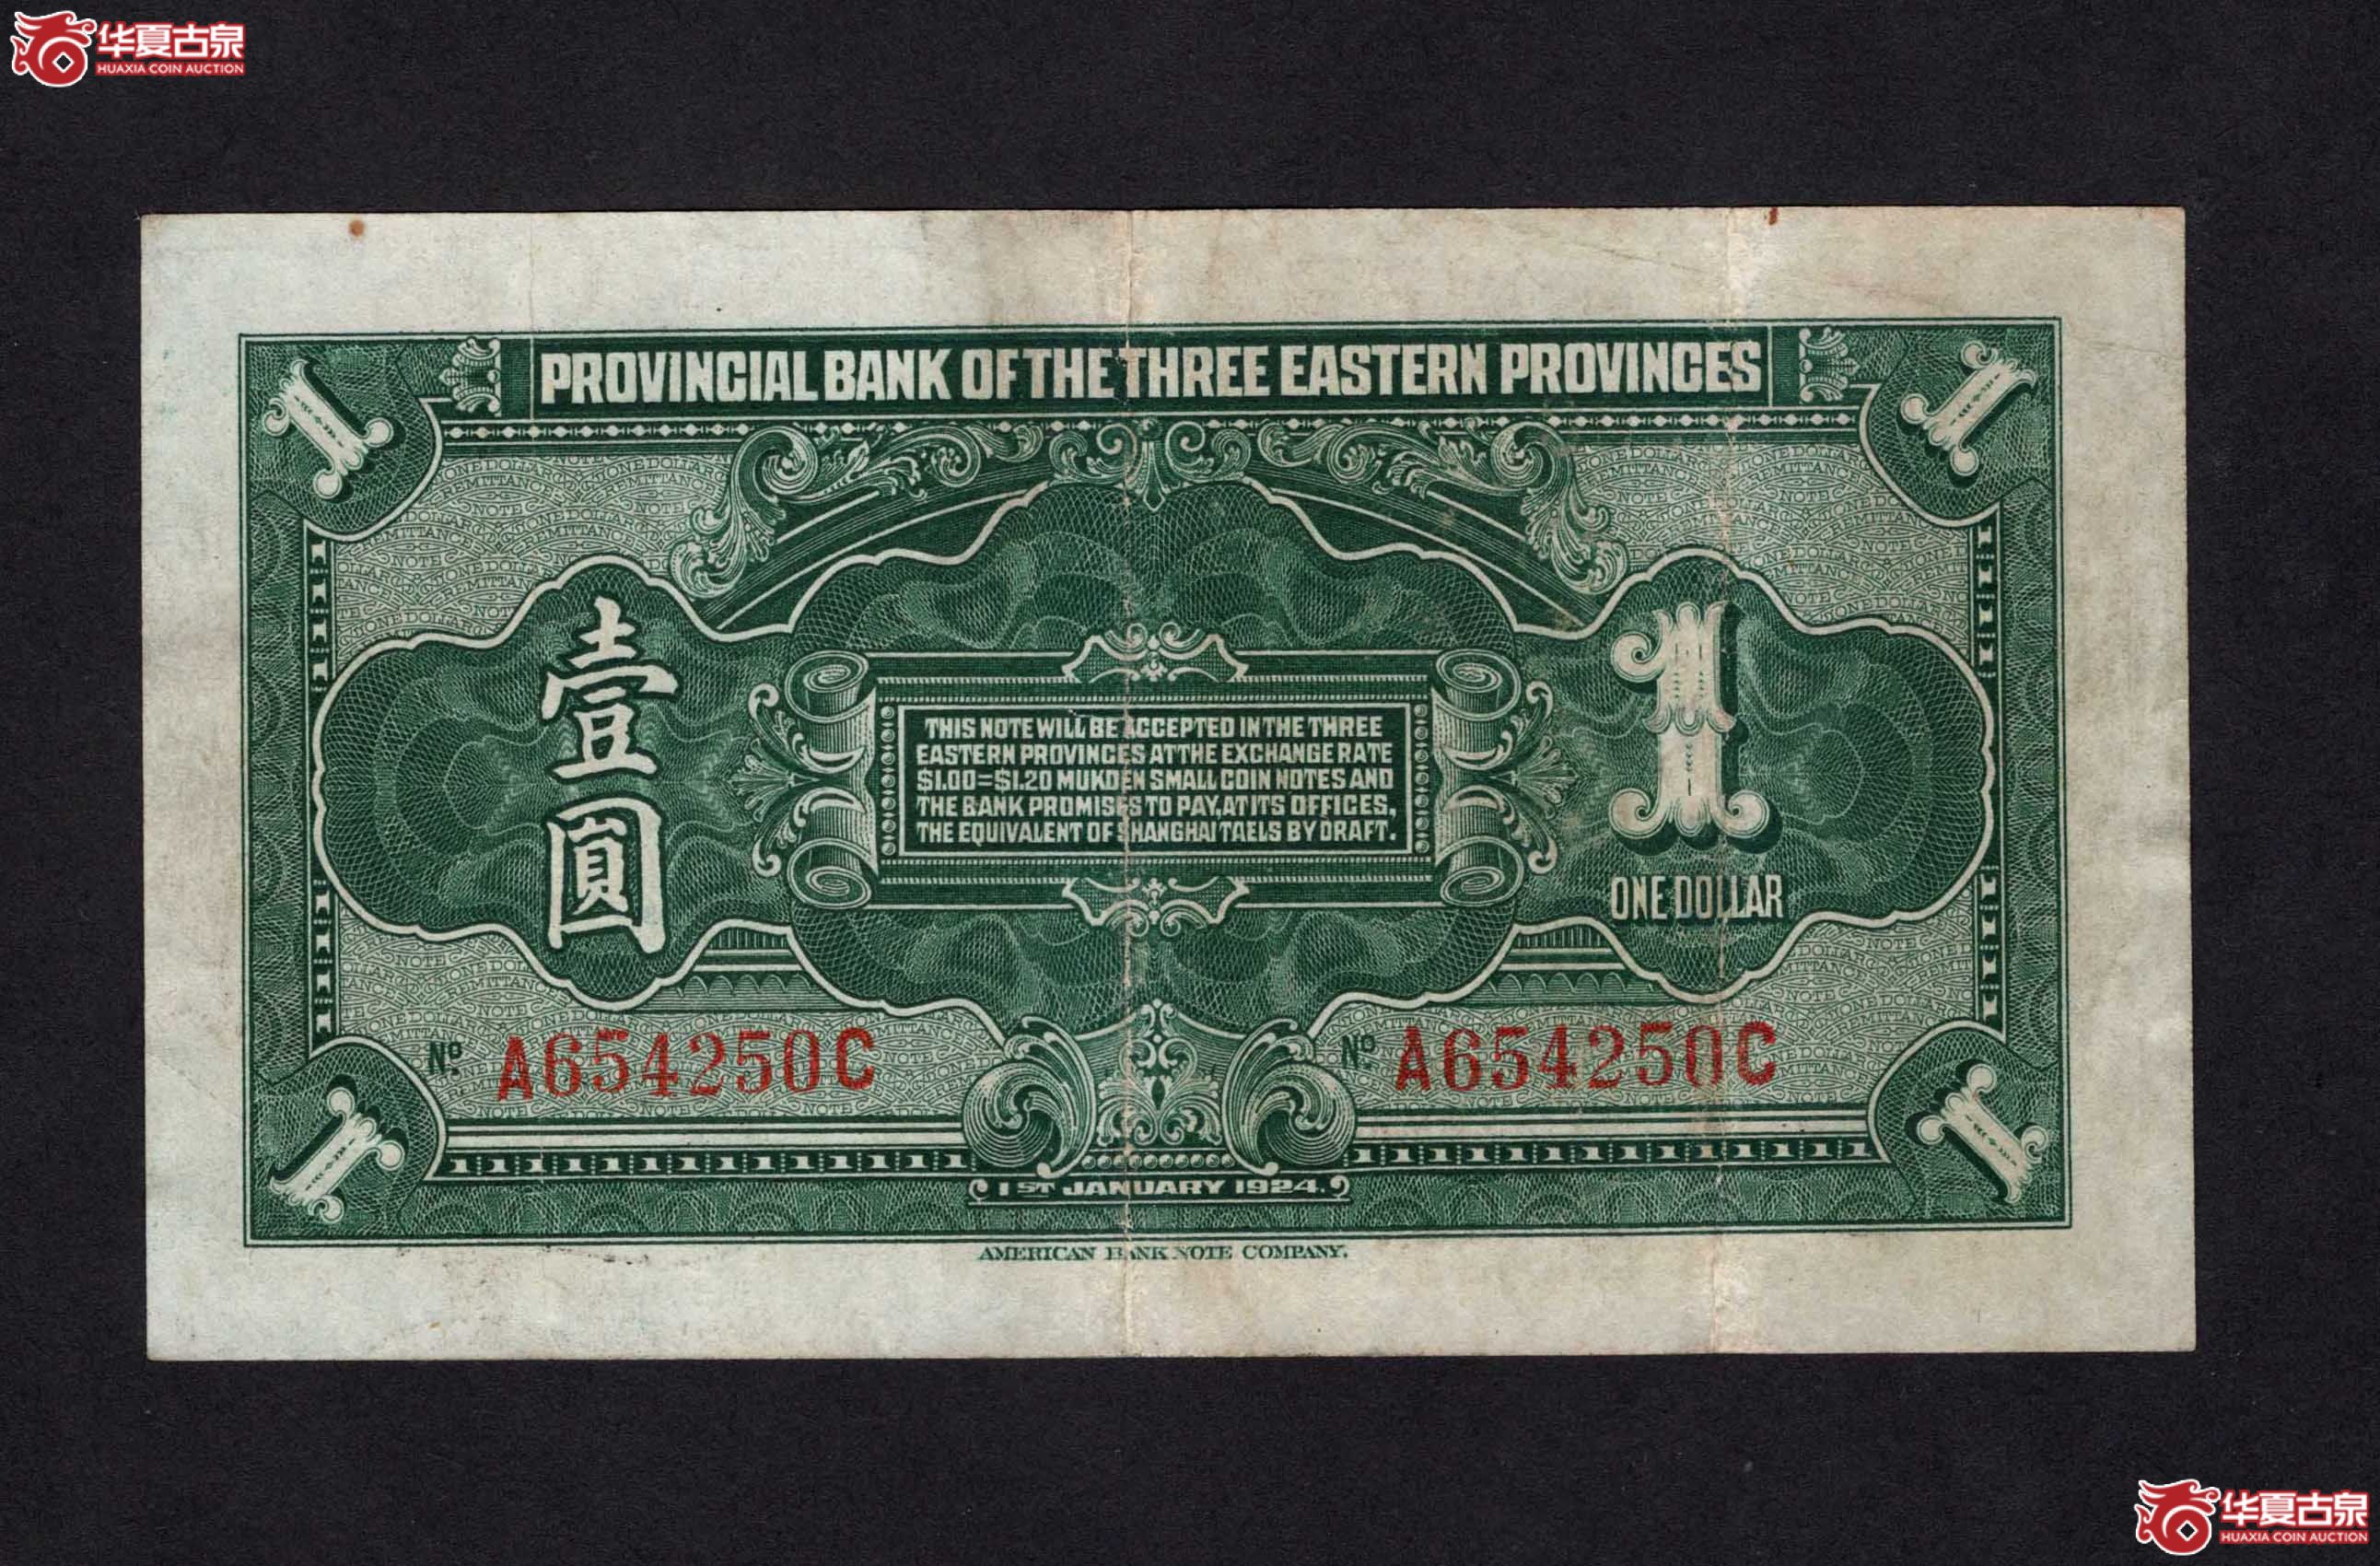 华夏古泉
HUAXIA COIN AUCTION
PROVINCIAL BANK OF THE THREE EASTERN PROVINCES
1
1
壹圓
THIS NOTE WILL BE ACCEPTED IN THE THREE
EASTERN PROVINCES AT THE EXCHANGE RATE
$1.00=$1.20 MUKDEN SMALL COIN NOTES AND
THE BANK PROMISES TO PAY, AT ITS OFFICES,
THE EQUIVALENT OF SHANGHAI TAELS BY DRAFT.
1
ONE DOLLAR
Nº A654250C
Nº A654250C
1
1
1ST JANUARY 1924.
AMERICAN BANK NOTE COMPANY.
华夏古泉
HUAXIA COIN AUCTION